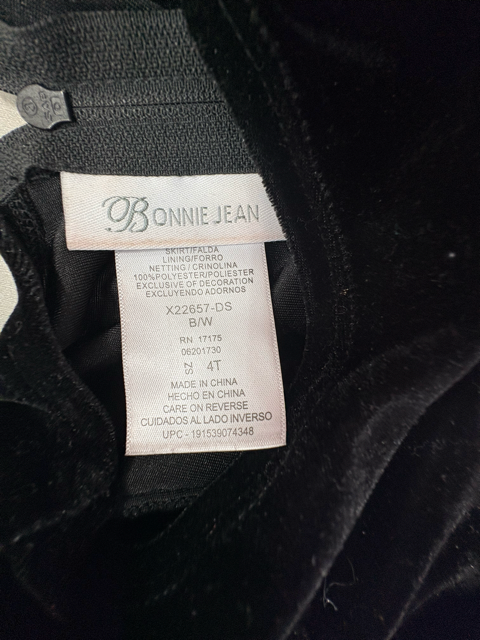 BONNIE JEAN
SKIRT/FALDA
LINING/FORRO
NETTING / CRINOLINA
100%POLYESTER/POLIESTER
EXCLUSIVE OF DECORATION
EXCLUYENDO ADORNOS
X22657-DS
B/W
RN 17175
06201730
SZ 4T
MADE IN CHINA
HECHO EN CHINA
CARE ON REVERSE
CUIDADOS AL LADO INVERSO
UPC - 191539074348